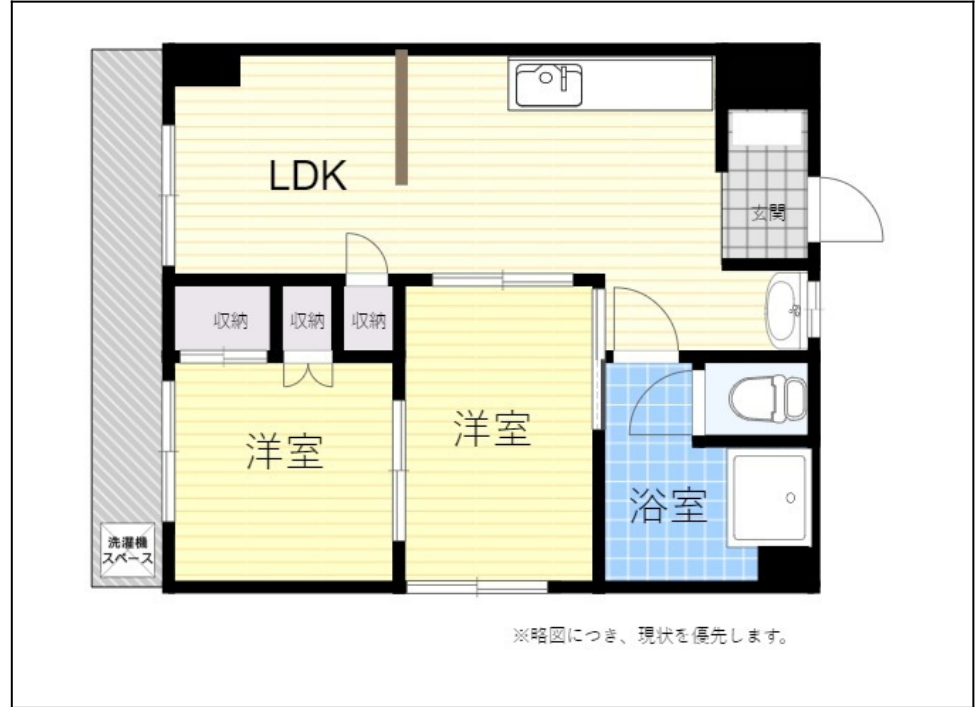 LDK
玄関
収納
収納
収納
洋室
洋室
浴室
洗濯機
スペース
※略図につき、現状を優先します。